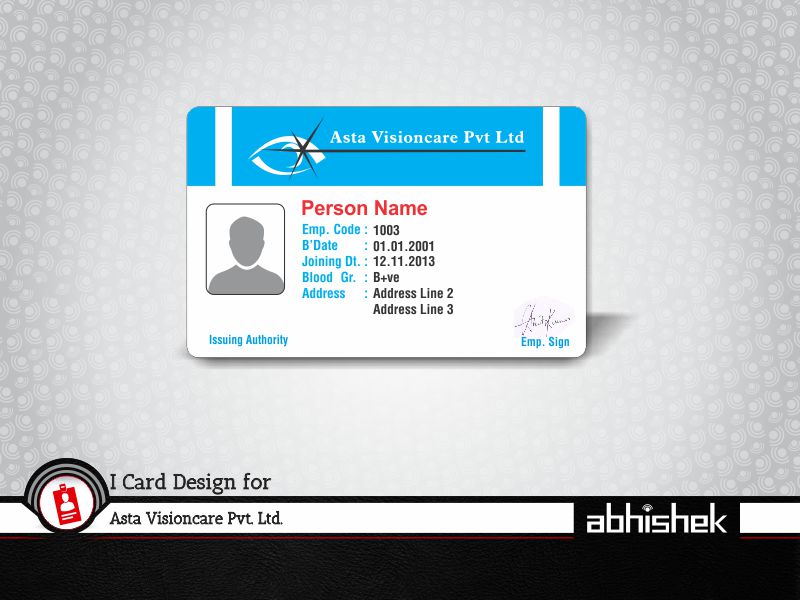 Asta Visioncare Pvt Ltd
Person Name
Emp. Code : 1003
B'Date : 01.01.2001
Joining Dt. : 12.11.2013
Blood Gr. : B+ve
Address : Address Line 2
Address Line 3
Issuing Authority
Emp. Sign
I Card Design for
Asta Visioncare Pvt. Ltd.
abhishek